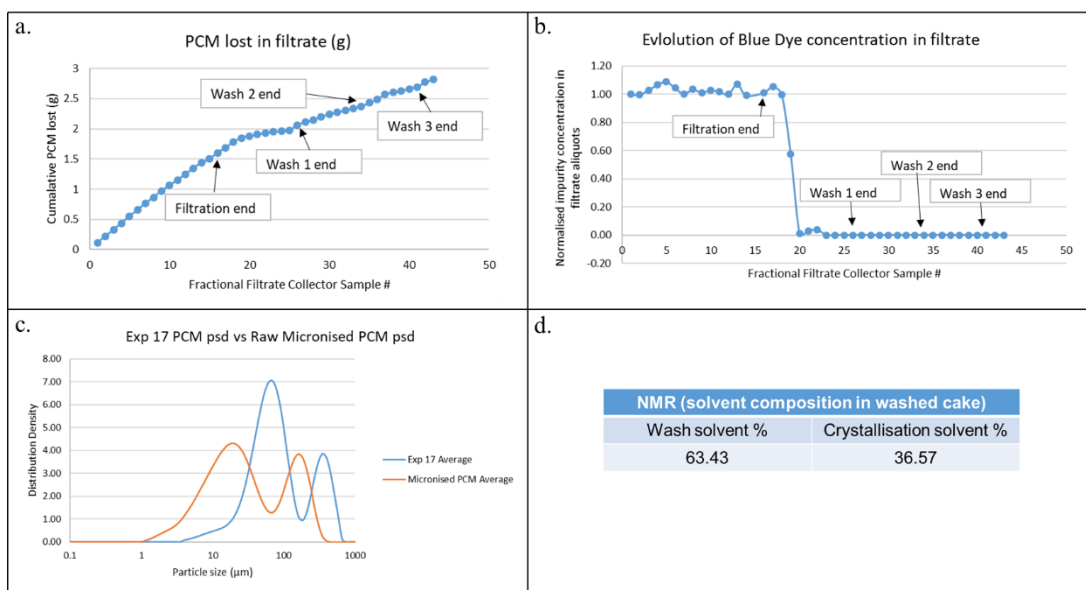 a.
PCM lost in filtrate (g)
Cumalative PCM lost (g)
3
2.5
2
1.5
1
0.5
0
Wash 2 end
Wash 3 end
Wash 1 end
Filtration end
0 10 20 30 40 50
Fractional Filtrate Collector Sample #
b.
Evlolution of Blue Dye concentration in filtrate
Normalised impurity concentration in
filtrate aliquots
1.20
1.00
0.80
0.60
0.40
0.20
0.00
-0.20
Filtration end
Wash 2 end
Wash 1 end
Wash 3 end
0 5 10 15 20 25 30 35 40 45 50
Fractional Filtrate Collector Sample #
c.
Exp 17 PCM psd vs Raw Micronised PCM psd
Distribution Density
8.00
7.00
6.00
5.00
4.00
3.00
2.00
1.00
0.00
Exp 17 Average
Micronised PCM Average
0.1 1 10 100 1000
Particle size (µm)
d.
NMR (solvent composition in washed cake)
Wash solvent % Crystallisation solvent %
63.43 36.57